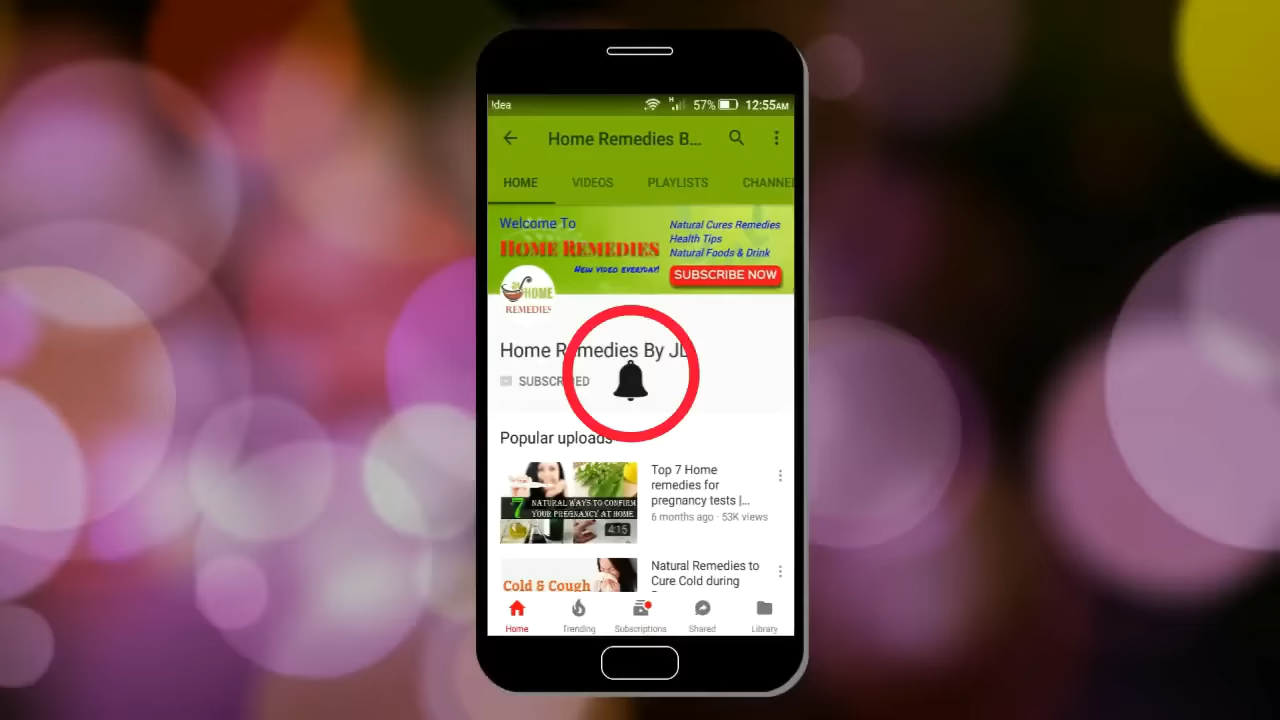 Idea
H
57%
12:55AM
Home Remedies B...
HOME VIDEOS PLAYLISTS CHANNEL
Welcome To
HOME REMEDIES
NEW VIDEO EVERYDAY!
Natural Cures Remedies
Health Tips
Natural Foods & Drink
SUBSCRIBE NOW
HOME
REMEDIES
Home Remedies By JD
SUBSCRIBED
Popular uploads
7 NATURAL WAYS TO CONFIRM
YOUR PREGNANCY AT HOME
4:15
Top 7 Home
remedies for
pregnancy tests |...
6 months ago · 53K views
Cold & Cough
Natural Remedies to
Cure Cold during
Home Trending Subscriptions Shared Library